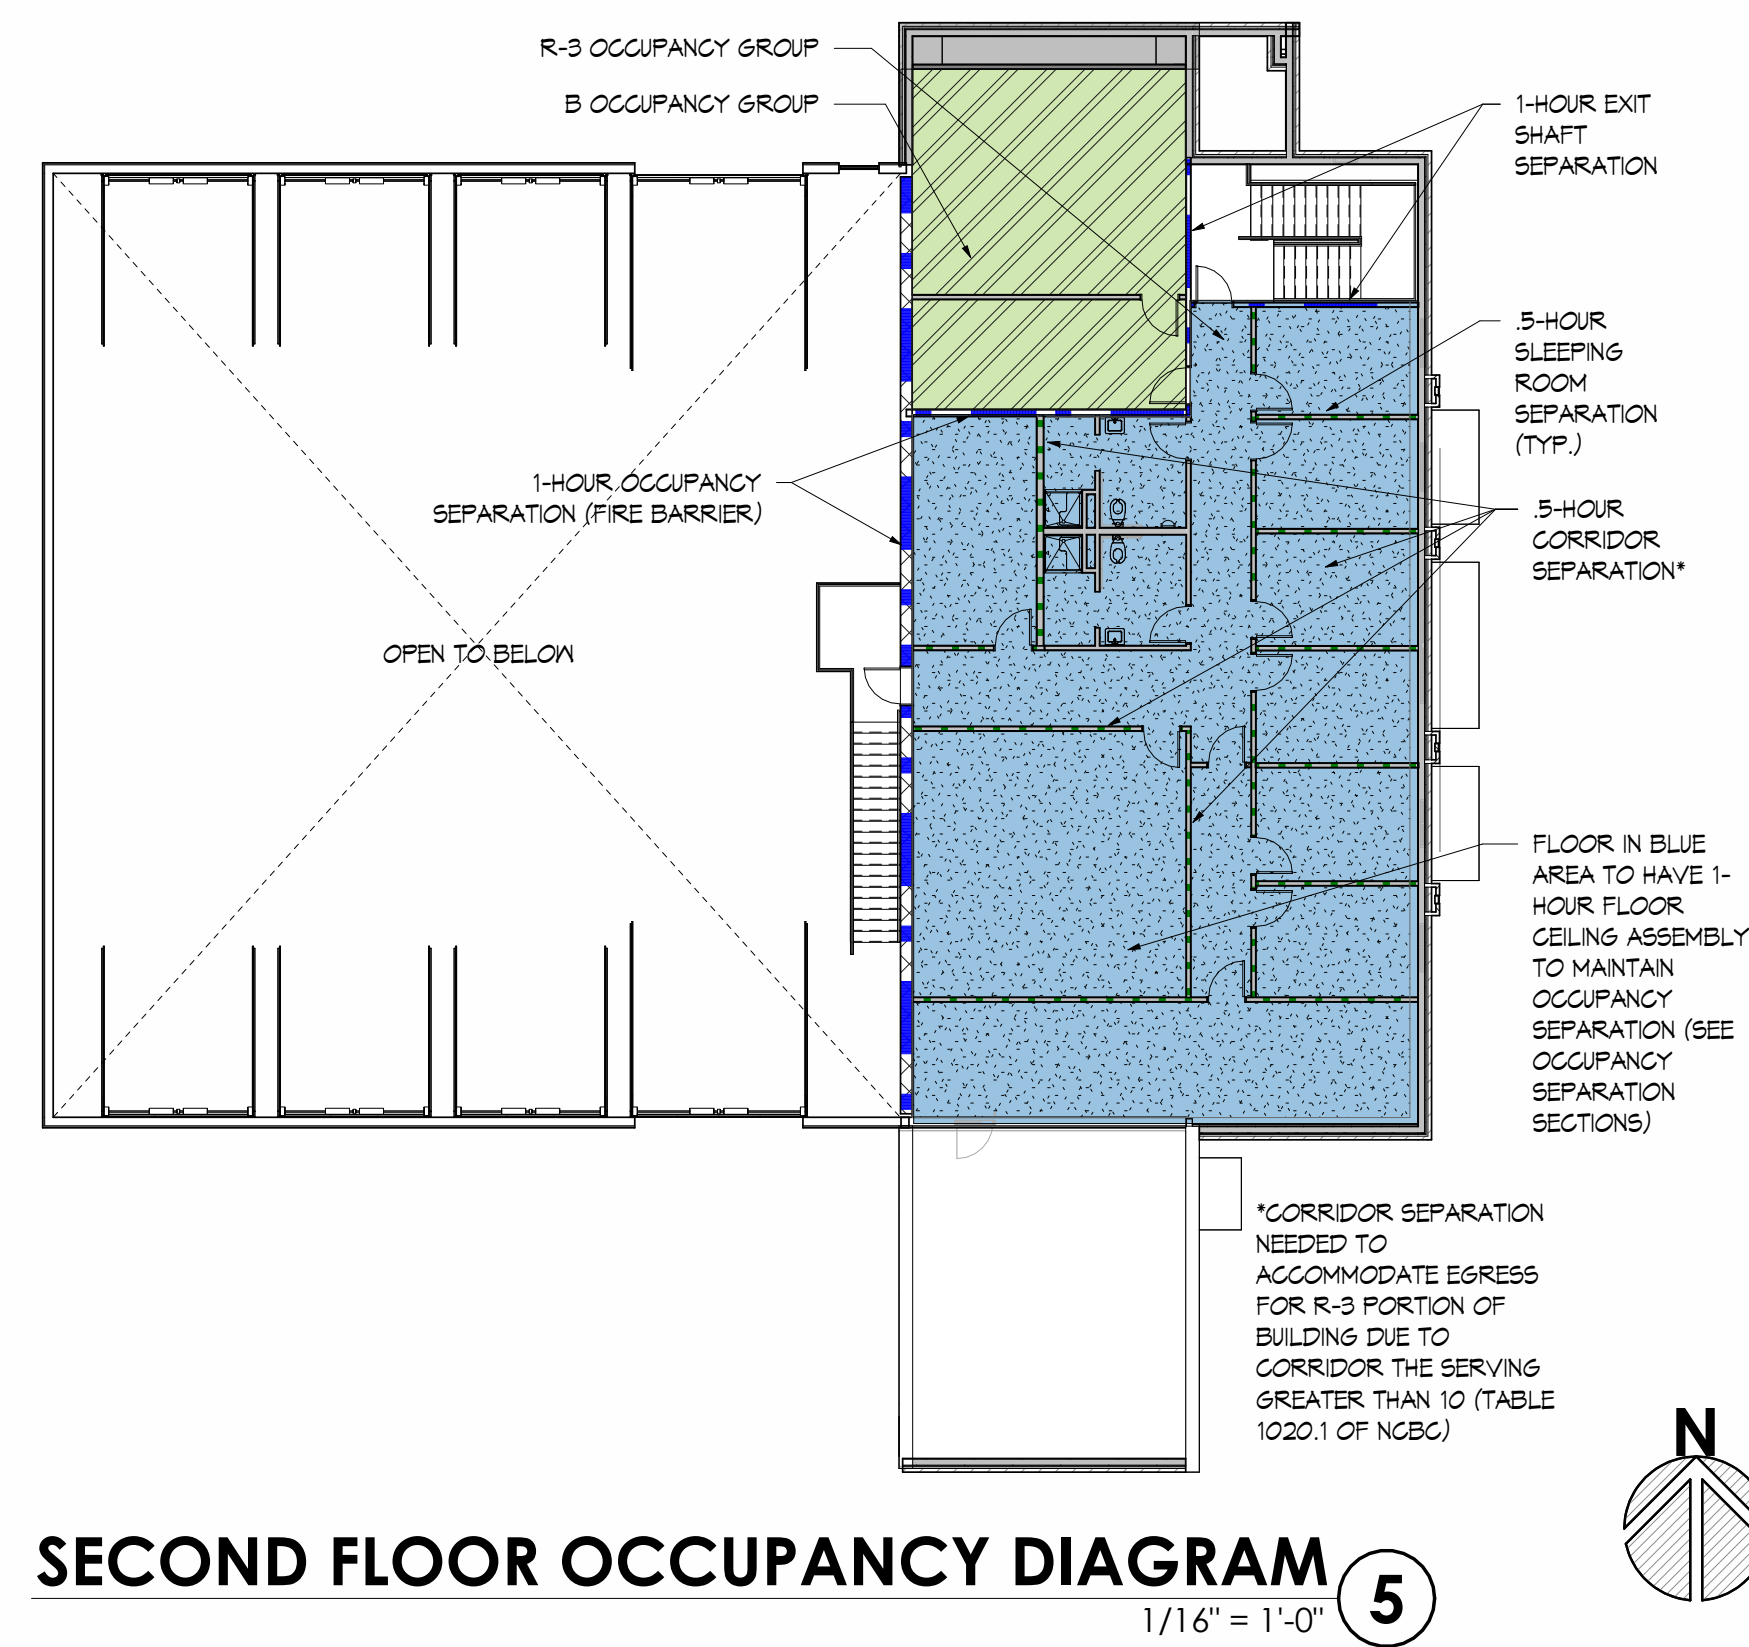 R-3 OCCUPANCY GROUP
B OCCUPANCY GROUP
1-HOUR EXIT
SHAFT
SEPARATION
.5-HOUR
SLEEPING
ROOM
SEPARATION
(TYP.)
1-HOUR OCCUPANCY
SEPARATION (FIRE BARRIER)
.5-HOUR
CORRIDOR
SEPARATION*
OPEN TO BELOW
FLOOR IN BLUE
AREA TO HAVE 1-
HOUR FLOOR
CEILING ASSEMBLY
TO MAINTAIN
OCCUPANCY
SEPARATION (SEE
OCCUPANCY
SEPARATION
SECTIONS)
*CORRIDOR SEPARATION
NEEDED TO
ACCOMMODATE EGRESS
FOR R-3 PORTION OF
BUILDING DUE TO
CORRIDOR THE SERVING
GREATER THAN 10 (TABLE
1020.1 OF NCBC)
N
SECOND FLOOR OCCUPANCY DIAGRAM
5
1/16" = 1'-0"